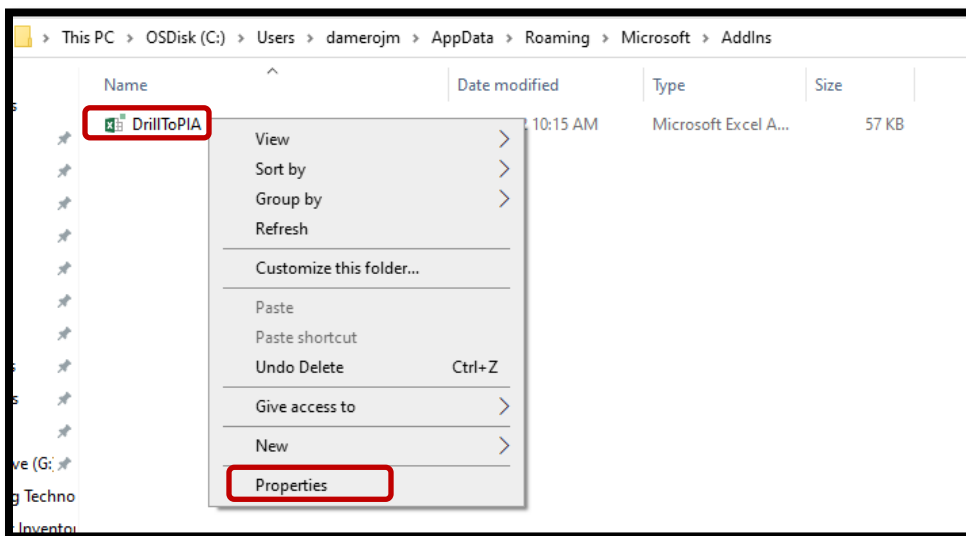 This PC > OSDisk (C:) > Users > damerojm > AppData > Roaming > Microsoft > AddIns
Name Date modified Type Size
DrillToPIA 10:15 AM Microsoft Excel A... 57 KB
View
Sort by
Group by
Refresh
Customize this folder...
Paste
Paste shortcut
Undo Delete Ctrl+Z
Give access to
New
Properties
ve (G:)
g Techno
Invento